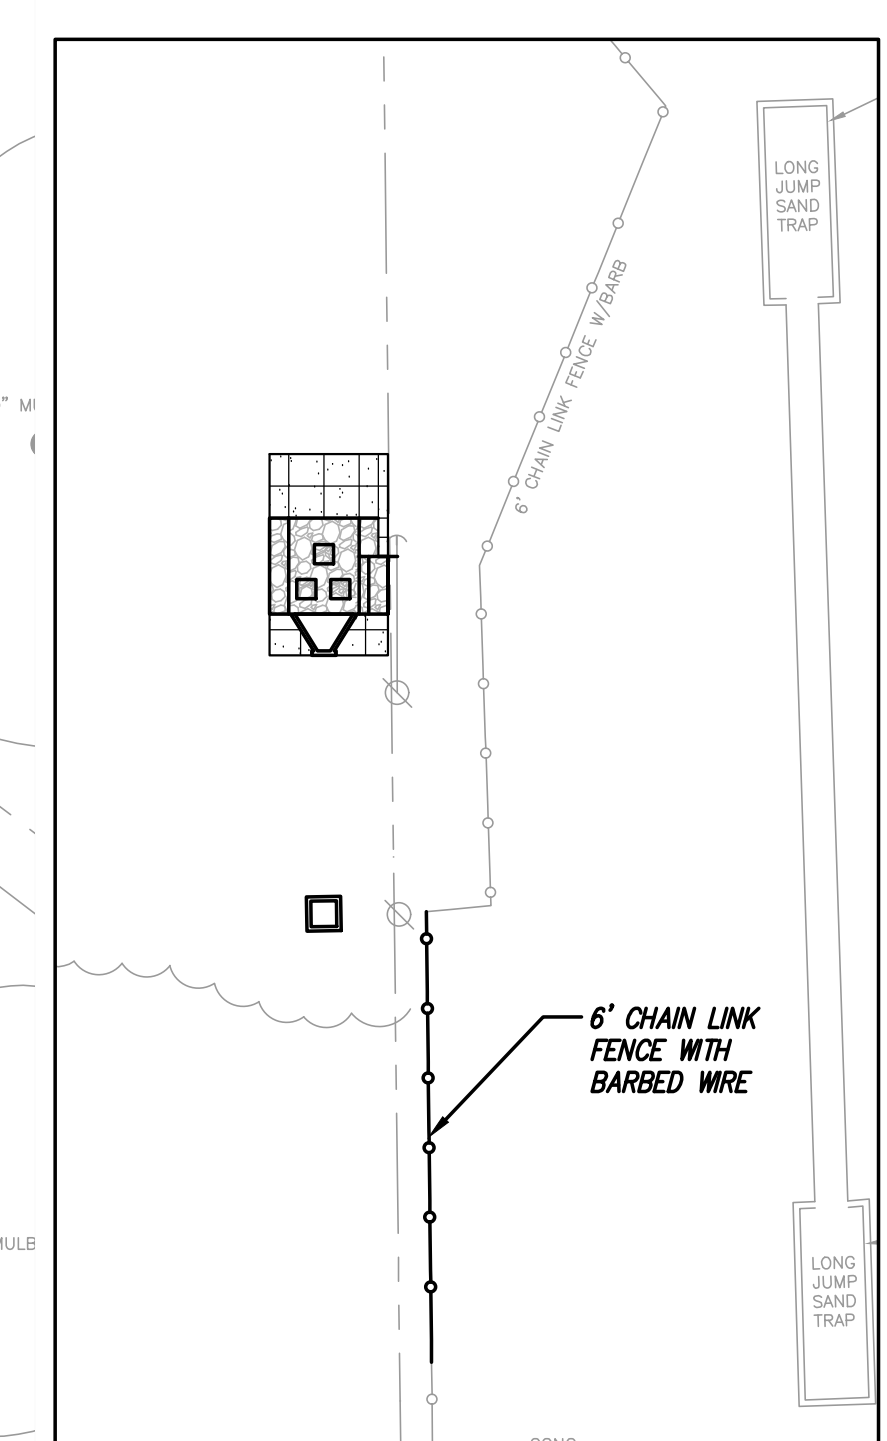 LONG
JUMP
SAND
TRAP
6' CHAIN LINK FENCE W/BARB
6' CHAIN LINK
FENCE WITH
BARBED WIRE
LONG
JUMP
SAND
TRAP